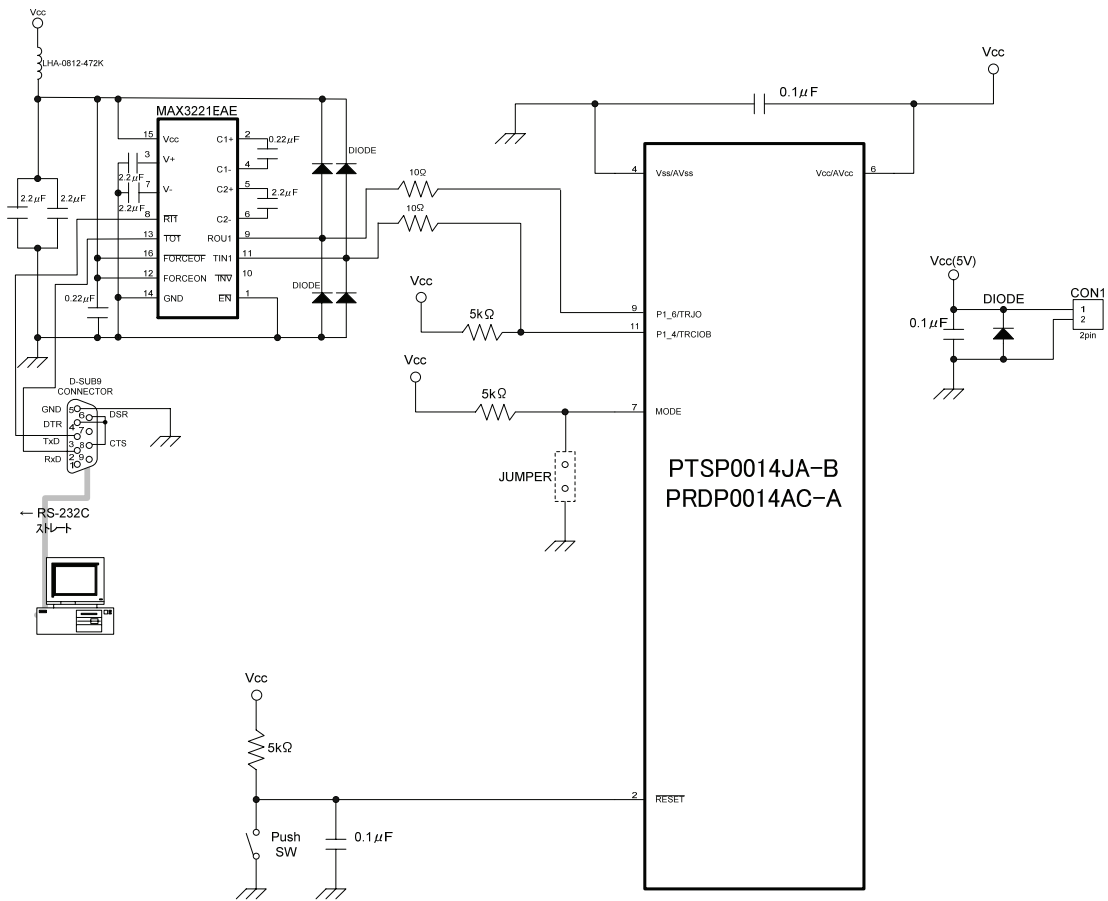 Vcc
LHA-0812-472K
MAX3221EAE
15 Vcc C1+ 2 0.22μF
3 V+ C1- 4
2.2μF
7 V- C2+ 5 2.2μF
2.2μF
8 RI1 C2- 6
13 TO1 ROU1 9
16 FORCEOF TIN1 11
12 FORCEON INV 10
14 GND EN 1
2.2μF 2.2μF
0.22μF
DIODE
DIODE
10Ω
10Ω
Vcc
5kΩ
Vcc
5kΩ
JUMPER
Vcc
0.1μF
4 Vss/AVss Vcc/AVcc 6
9 P1_6/TRJO
11 P1_4/TRCIOB
7 MODE
PTSP0014JA-B
PRDP0014AC-A
2 RESET
Vcc(5V)
0.1μF
DIODE
CON1
1
2
2pin
D-SUB9
CONNECTOR
GND 5
6 DSR
DTR 4
7
TxD 3
8 CTS
RxD 2
9
1
← RS-232C
ストレート
Vcc
5kΩ
Push
SW
0.1μF